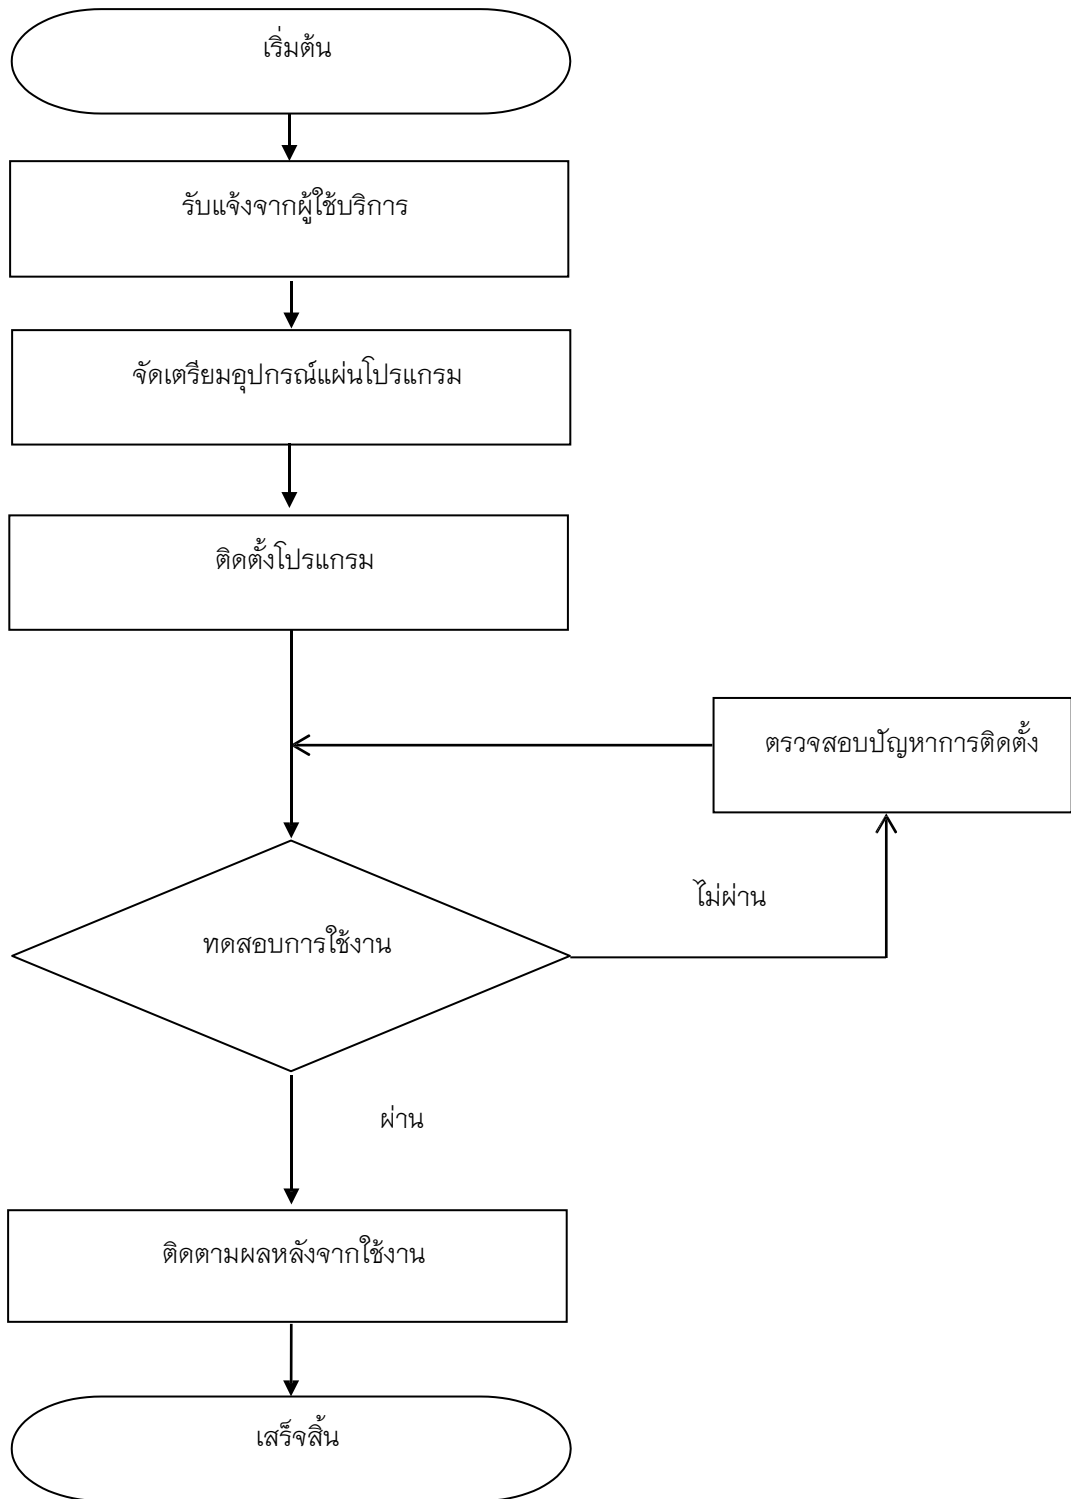 เริ่มต้น
รับแจ้งจากผู้ใช้บริการ
จัดเตรียมอุปกรณ์แผ่นโปรแกรม
ติดตั้งโปรแกรม
ตรวจสอบปัญหาการติดตั้ง
ไม่ผ่าน
ทดสอบการใช้งาน
ผ่าน
ติดตามผลหลังจากใช้งาน
เสร็จสิ้น